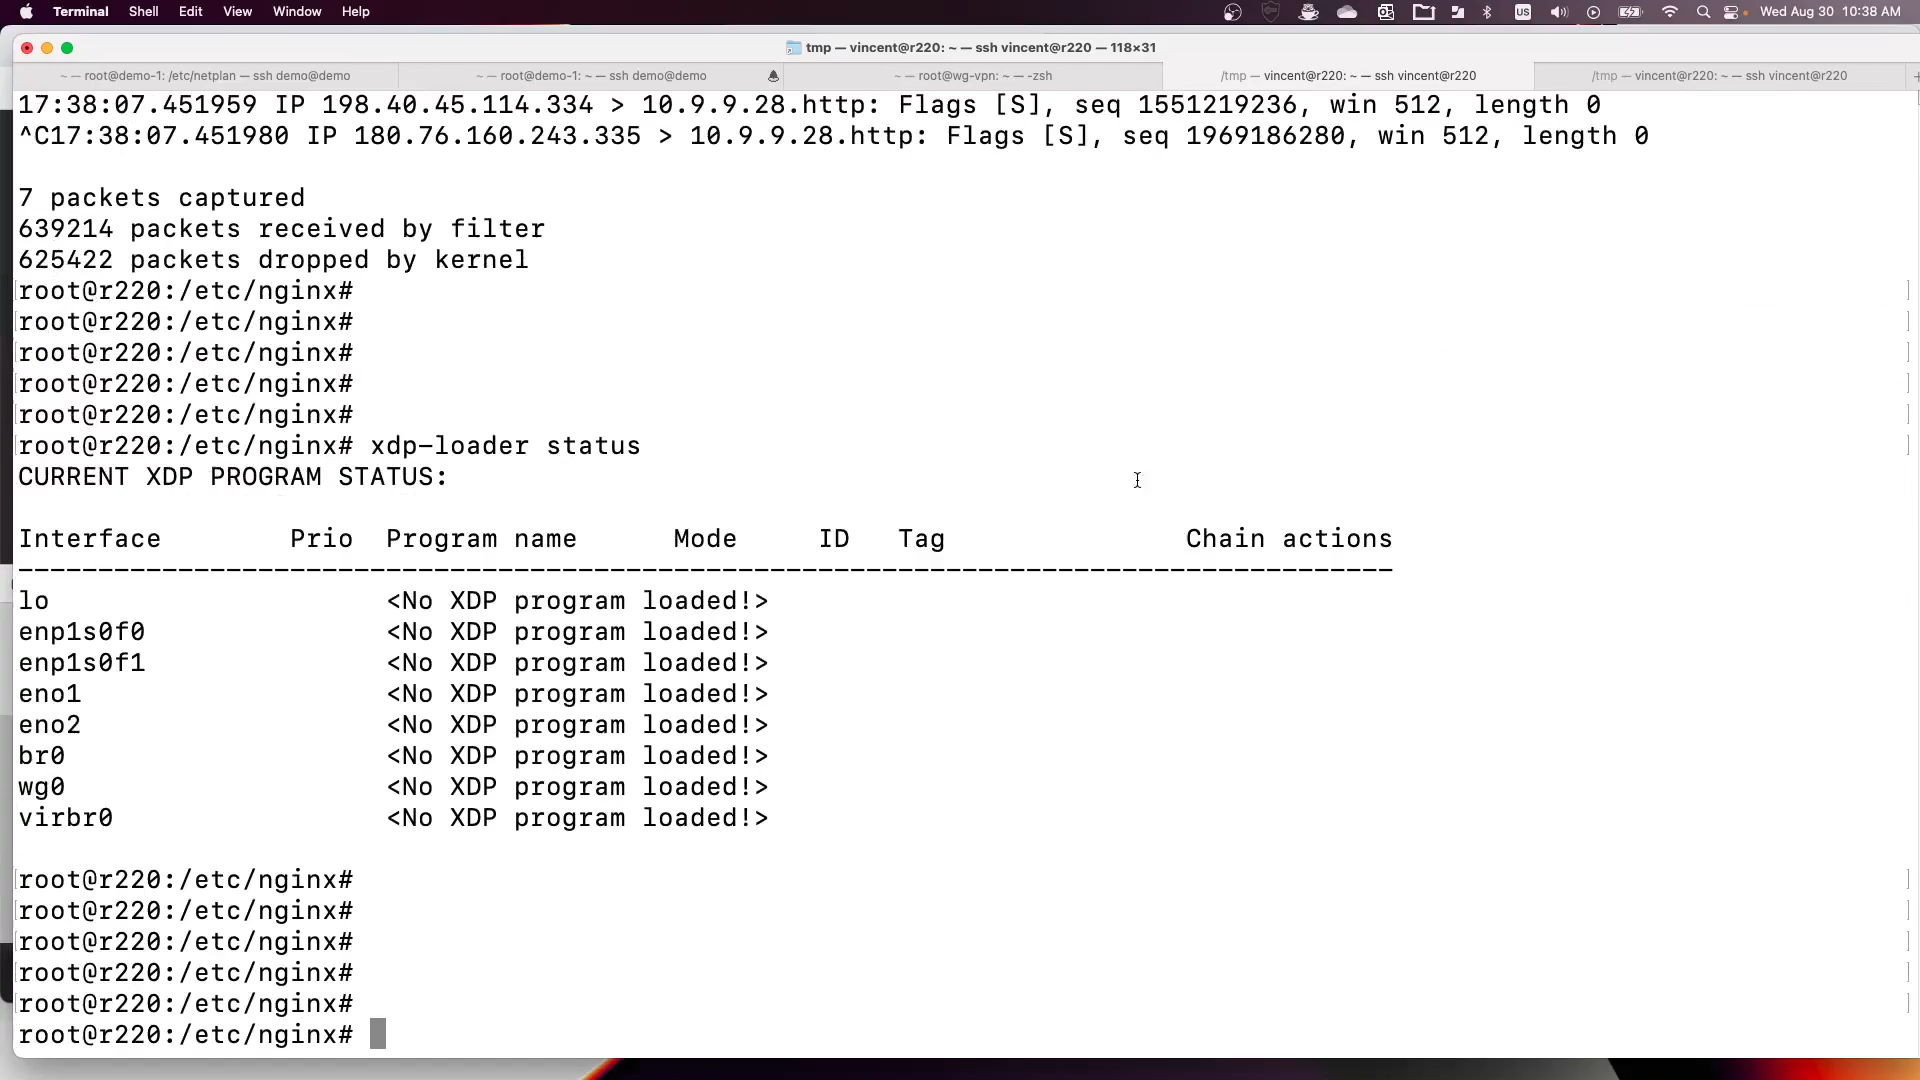 Terminal Shell Edit View Window Help US Wed Aug 30 10:38 AM
tmp — vincent@r220: ~ — ssh vincent@r220 — 118×31
~ — root@demo-1: /etc/netplan — ssh demo@demo ~ — root@demo-1: ~ — ssh demo@demo ~ — root@wg-vpn: ~ — -zsh /tmp — vincent@r220: ~ — ssh vincent@r220 /tmp — vincent@r220: ~ — ssh vincent@r220
17:38:07.451959 IP 198.40.45.114.334 > 10.9.9.28.http: Flags [S], seq 1551219236, win 512, length 0
^C17:38:07.451980 IP 180.76.160.243.335 > 10.9.9.28.http: Flags [S], seq 1969186280, win 512, length 0
7 packets captured
639214 packets received by filter
625422 packets dropped by kernel
[root@r220:/etc/nginx# ]
[root@r220:/etc/nginx# ]
[root@r220:/etc/nginx# ]
[root@r220:/etc/nginx# ]
[root@r220:/etc/nginx# ]
[root@r220:/etc/nginx# xdp-loader status ]
CURRENT XDP PROGRAM STATUS:
Interface Prio Program name Mode ID Tag Chain actions
--------------------------------------------------------------------------------------
lo <No XDP program loaded!>
enp1s0f0 <No XDP program loaded!>
enp1s0f1 <No XDP program loaded!>
eno1 <No XDP program loaded!>
eno2 <No XDP program loaded!>
br0 <No XDP program loaded!>
wg0 <No XDP program loaded!>
virbr0 <No XDP program loaded!>
[root@r220:/etc/nginx# ]
[root@r220:/etc/nginx# ]
[root@r220:/etc/nginx# ]
[root@r220:/etc/nginx# ]
[root@r220:/etc/nginx# ]
root@r220:/etc/nginx#